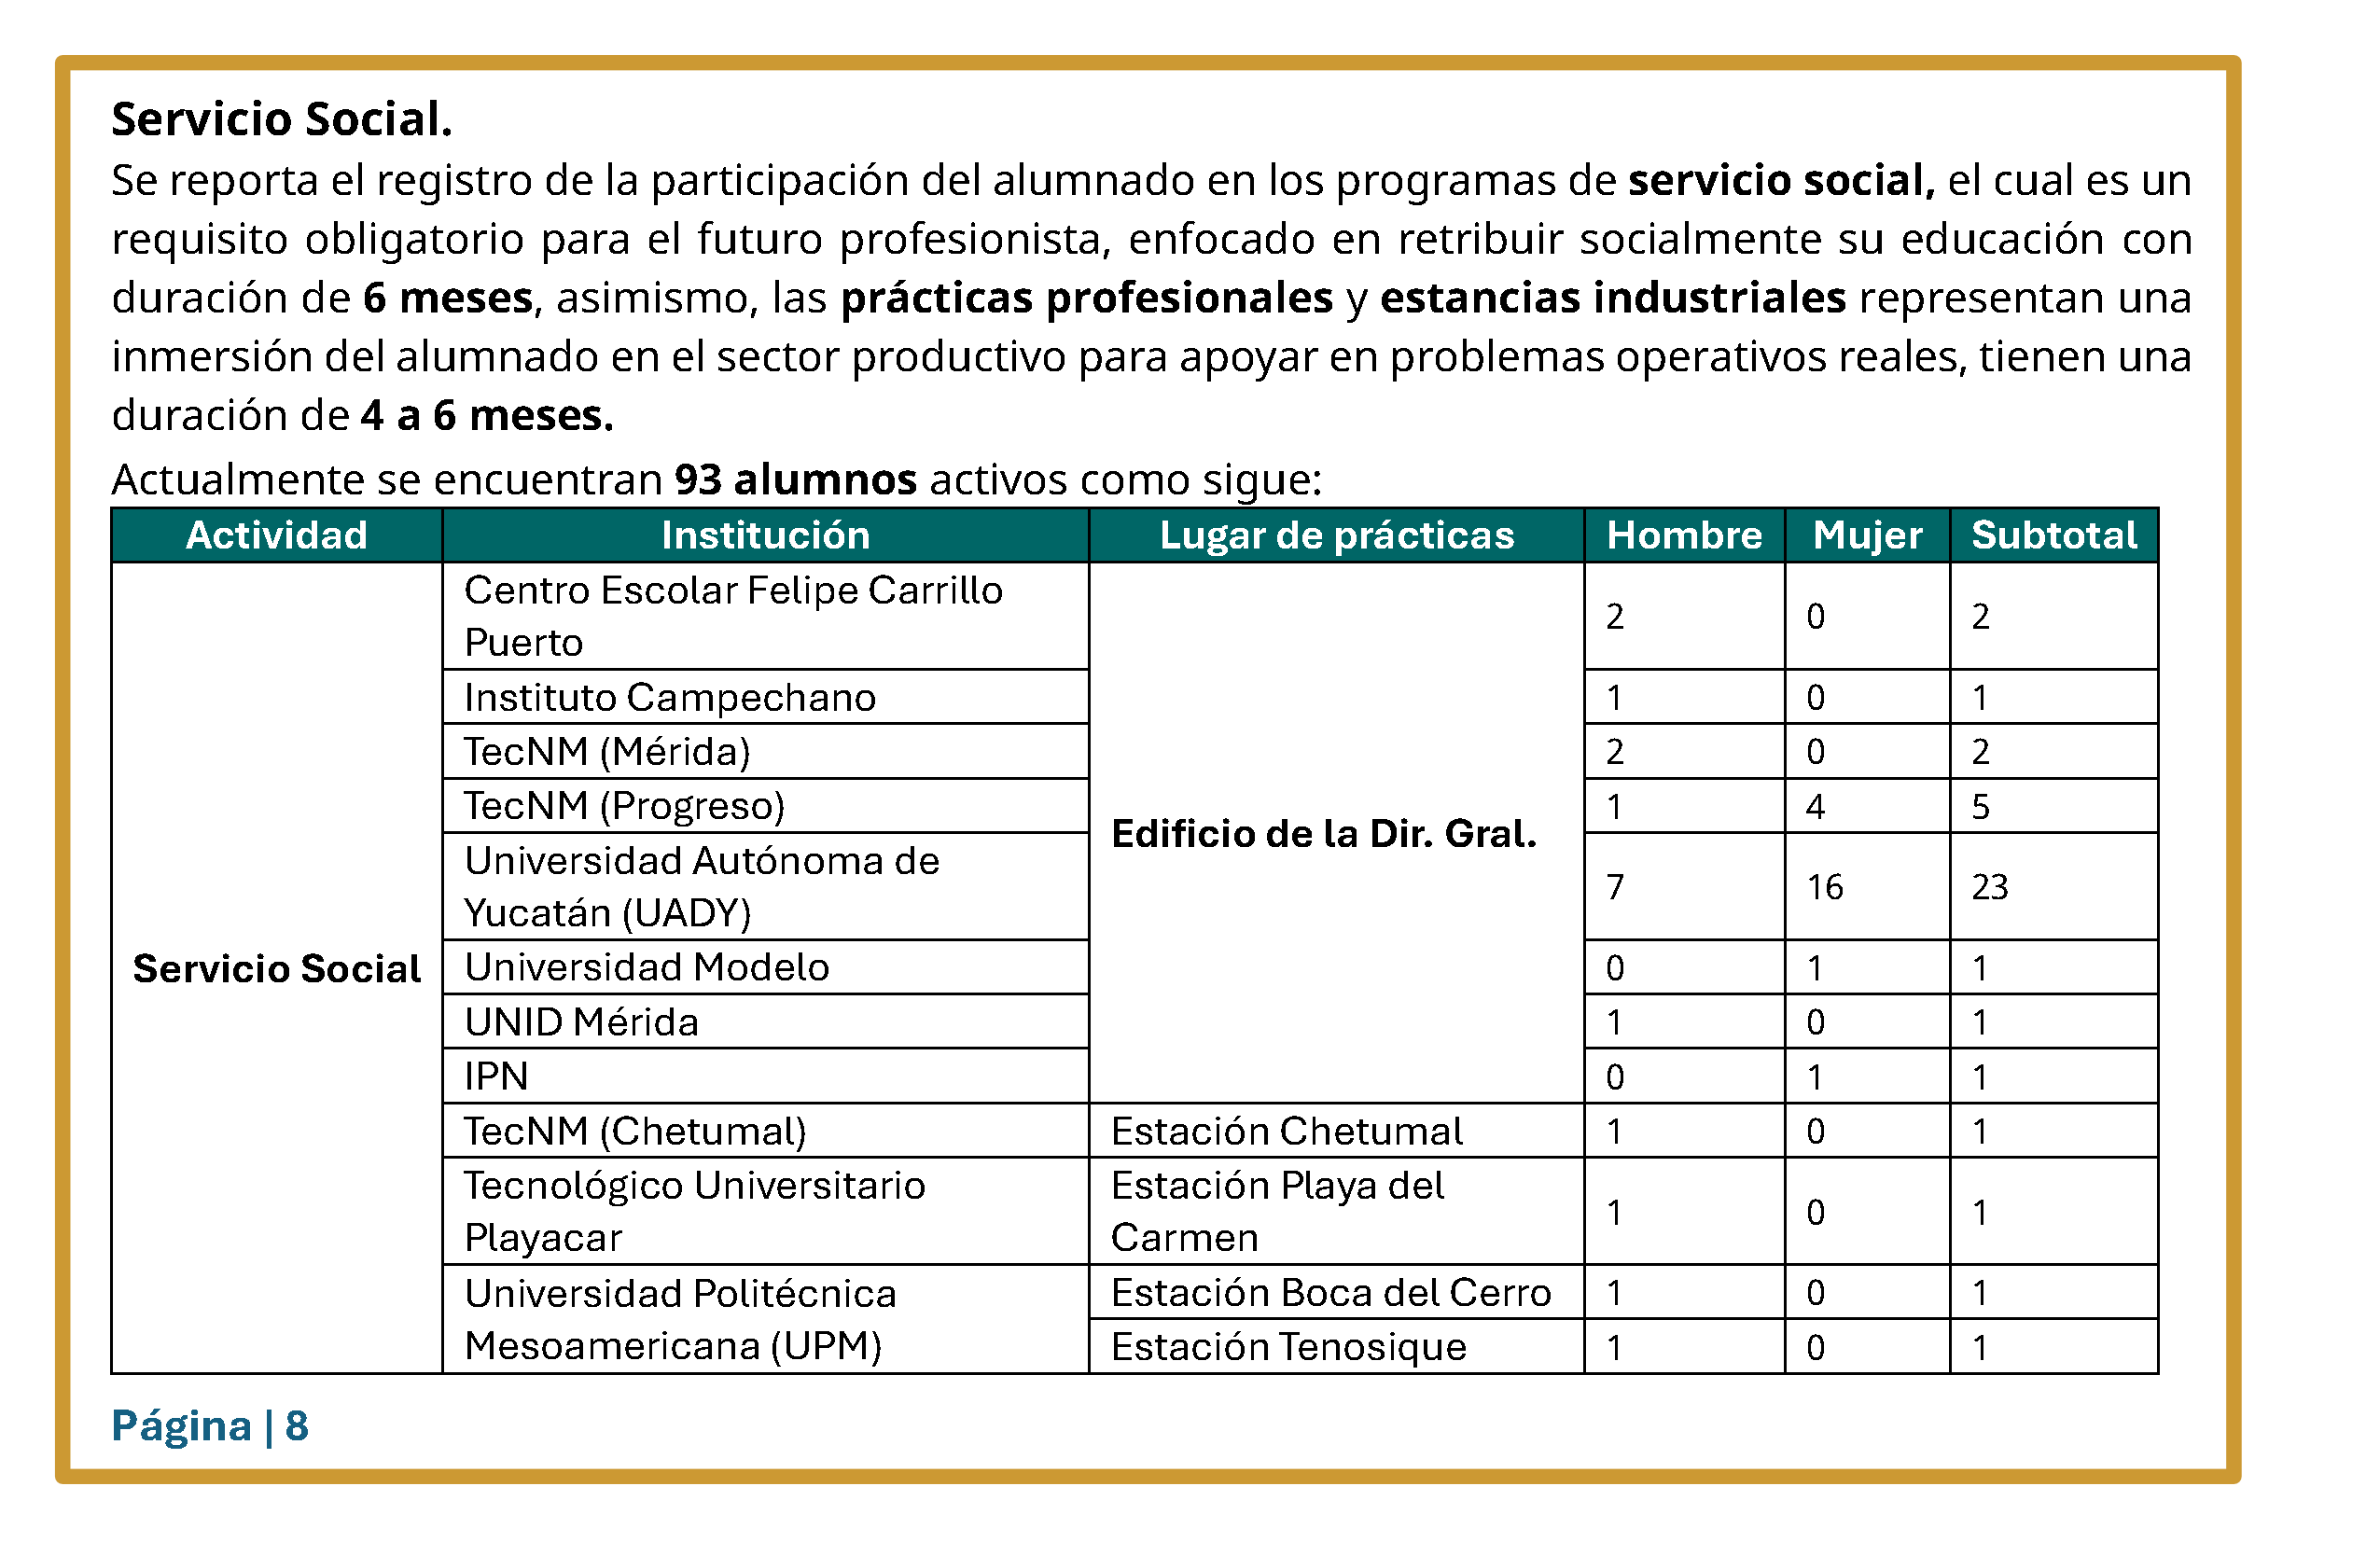 Servicio Social.
Se reporta el registro de la participación del alumnado en los programas de servicio social, el cual es un
requisito obligatorio para el futuro profesionista, enfocado en retribuir socialmente su educación con
duración de 6 meses, asimismo, las prácticas profesionales y estancias industriales representan una
inmersión del alumnado en el sector productivo para apoyar en problemas operativos reales, tienen una
duración de 4 a 6 meses.
Actualmente se encuentran 93 alumnos activos como sigue:
Actividad Institución Lugar de prácticas Hombre Mujer Subtotal
Centro Escolar Felipe Carrillo
Puerto
2 0 2
Instituto Campechano 1 0 1
TecNM (Mérida) 2 0 2
TecNM (Progreso) 1 4 5
Edificio de la Dir. Gral.
Universidad Autónoma de
Yucatán (UADY)
7 16 23
Servicio Social
Universidad Modelo 0 1 1
UNID Mérida 1 0 1
IPN 0 1 1
TecNM (Chetumal) Estación Chetumal 1 0 1
Tecnológico Universitario
Playacar
Estación Playa del
Carmen
1 0 1
Universidad Politécnica
Mesoamericana (UPM)
Estación Boca del Cerro 1 0 1
Estación Tenosique 1 0 1
Página | 8